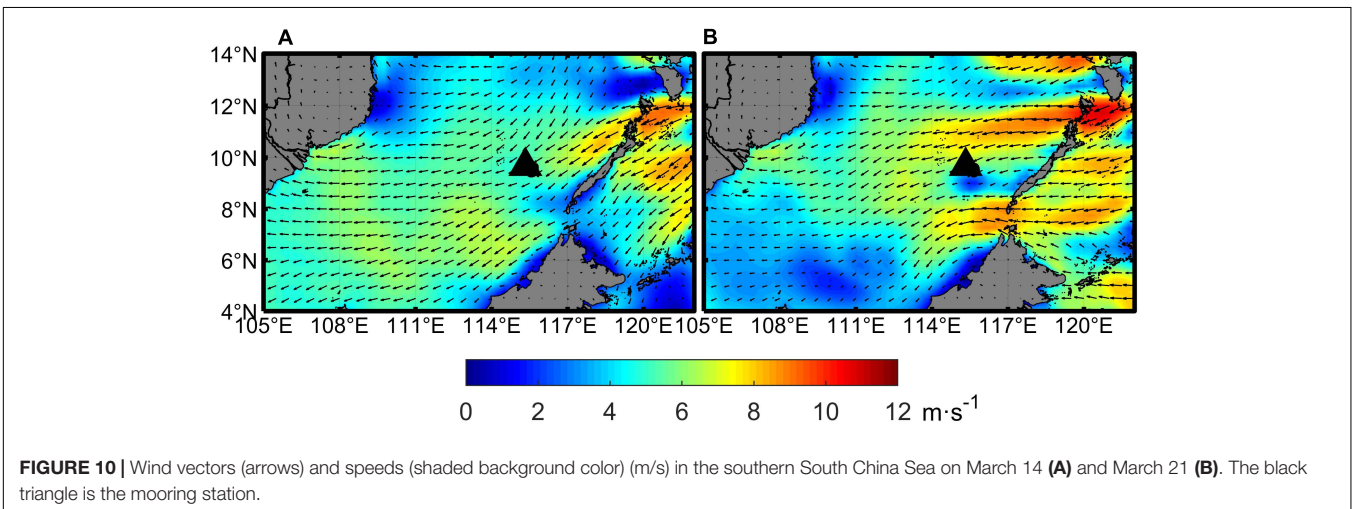 A B
14°N
12°N
10°N
8°N
6°N
4°N
105°E 108°E 111°E 114°E 117°E 120°E 105°E 108°E 111°E 114°E 117°E 120°E
0 2 4 6 8 10 12 m·s⁻¹
FIGURE 10 | Wind vectors (arrows) and speeds (shaded background color) (m/s) in the southern South China Sea on March 14 (A) and March 21 (B). The black
triangle is the mooring station.